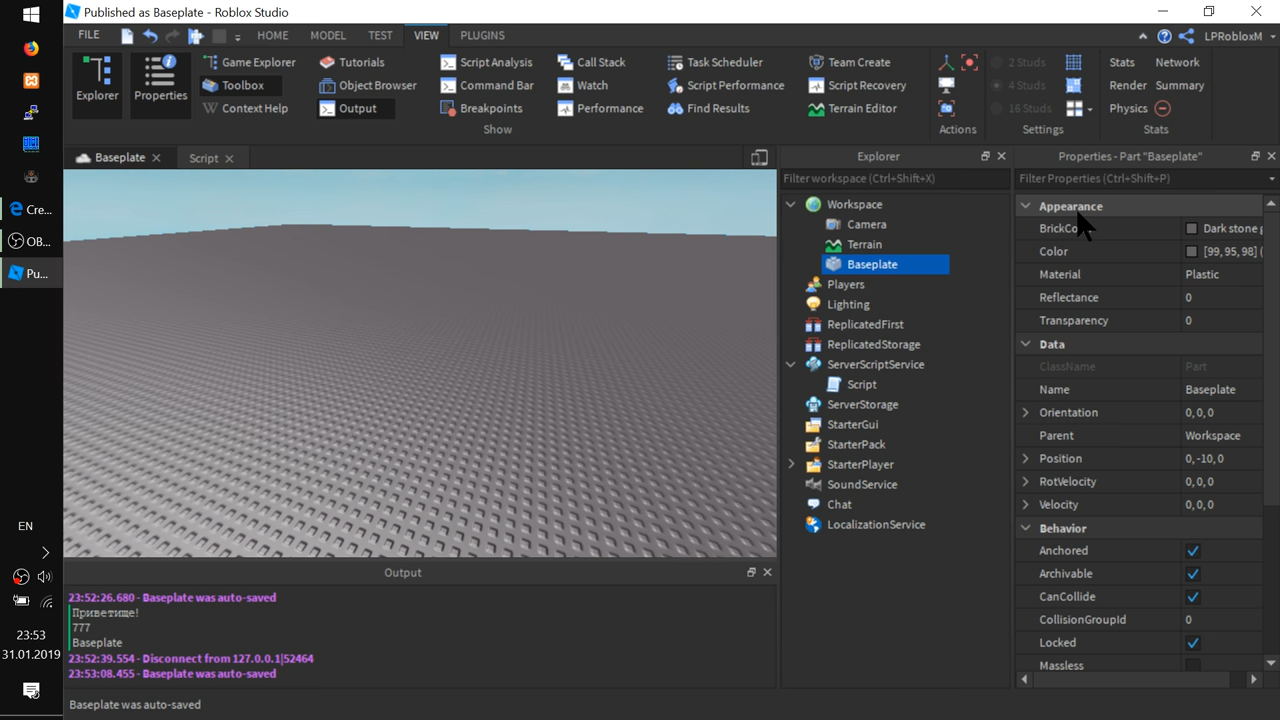 Published as Baseplate - Roblox Studio
FILE HOME MODEL TEST VIEW PLUGINS LPRobloxM
Explorer
Properties
Game Explorer
Toolbox
Context Help
Tutorials
Object Browser
Output
Script Analysis
Command Bar
Breakpoints
Call Stack
Watch
Performance
Task Scheduler
Script Performance
Find Results
Team Create
Script Recovery
Terrain Editor
Show
Actions
2 Studs
4 Studs
16 Studs
Settings
Stats Network
Render Summary
Physics
Stats
Baseplate Script
Explorer
Filter workspace (Ctrl+Shift+X)
Workspace
Camera
Terrain
Baseplate
Players
Lighting
ReplicatedFirst
ReplicatedStorage
ServerScriptService
Script
ServerStorage
StarterGui
StarterPack
StarterPlayer
SoundService
Chat
LocalizationService
Properties - Part "Baseplate"
Filter Properties (Ctrl+Shift+P)
Appearance
BrickCo Dark stone g
Color [99, 95, 98] (
Material Plastic
Reflectance 0
Transparency 0
Data
ClassName Part
Name Baseplate
Orientation 0, 0, 0
Parent Workspace
Position 0, -10, 0
RotVelocity 0, 0, 0
Velocity 0, 0, 0
Behavior
Anchored
Archivable
CanCollide
CollisionGroupId 0
Locked
Massless
Output
23:52:26.680 - Baseplate was auto-saved
Приветище!
777
Baseplate
23:52:39.554 - Disconnect from 127.0.0.1|52464
23:53:08.455 - Baseplate was auto-saved
Baseplate was auto-saved
Cre...
OB...
Pu...
EN
23:53
31.01.2019